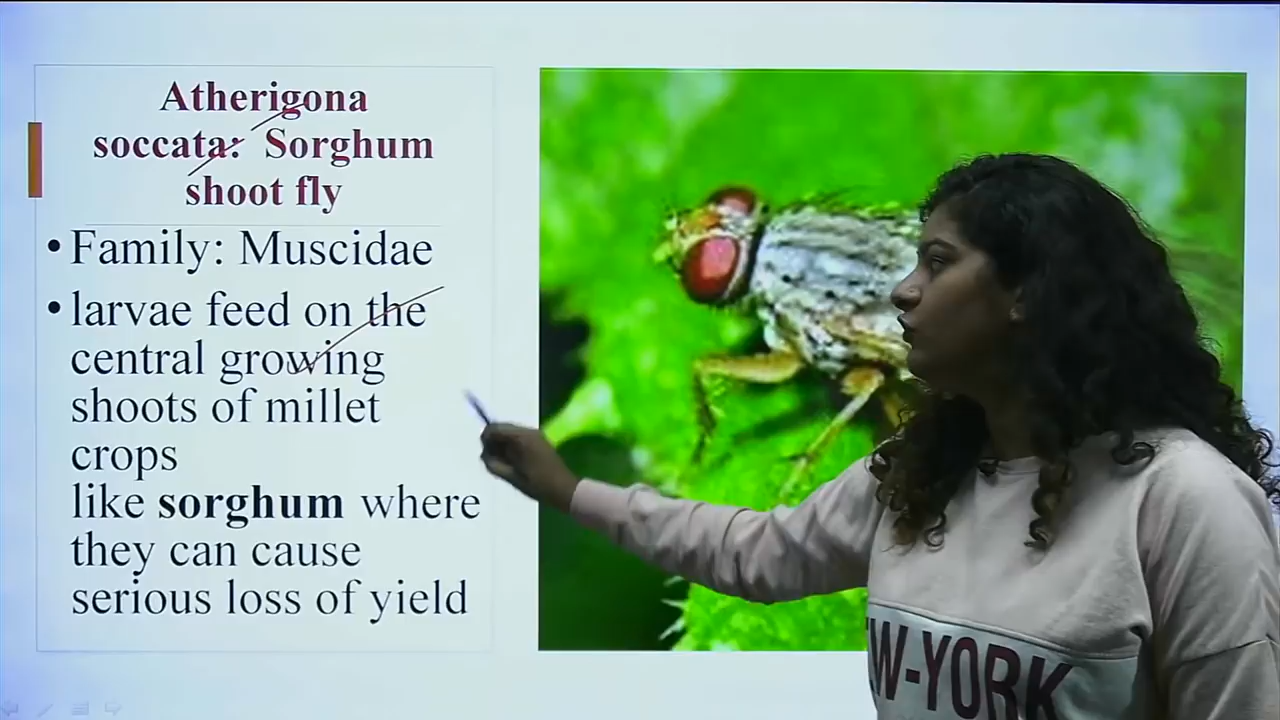 Atherigona
soccata: Sorghum
shoot fly
• Family: Muscidae
• larvae feed on the
central growing
shoots of millet
crops
like sorghum where
they can cause
serious loss of yield
W-YORK